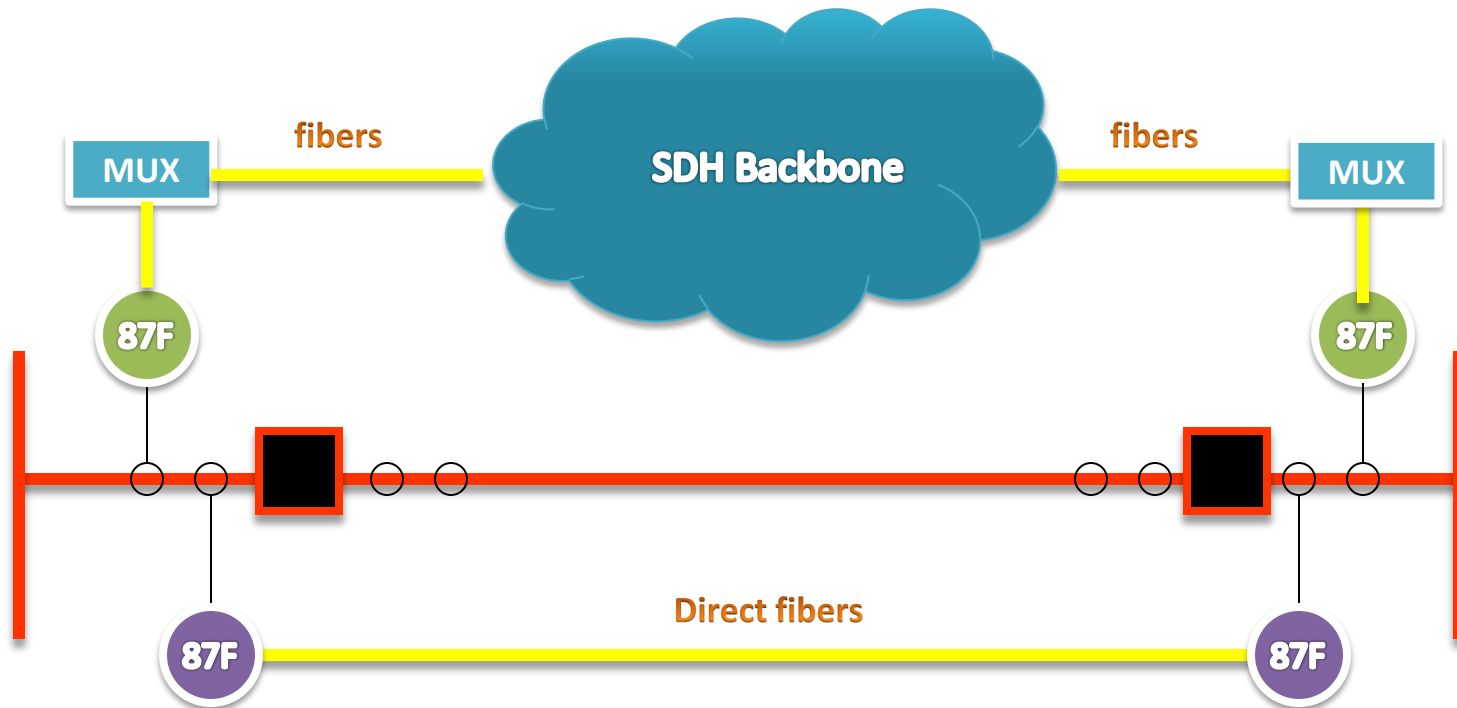 fibers
fibers
MUX
SDH Backbone
MUX
87F
87F
Direct fibers
87F
87F